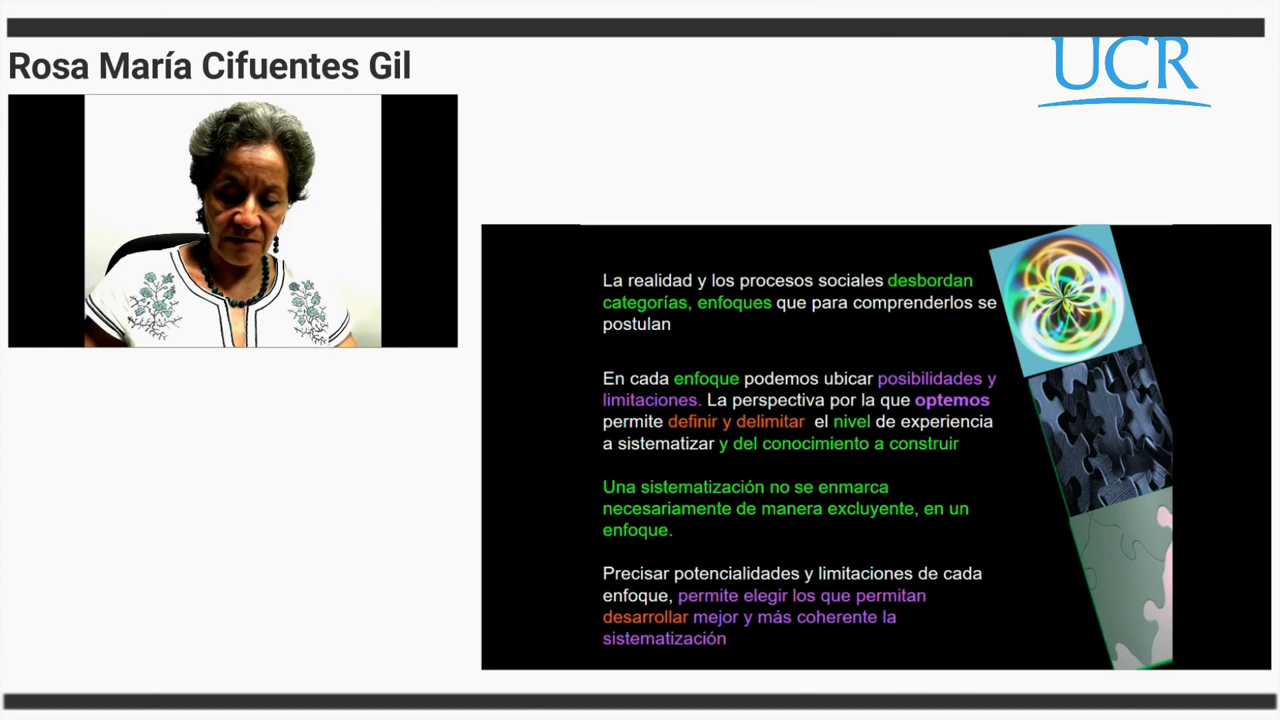 Rosa María Cifuentes Gil
UCR
La realidad y los procesos sociales desbordan
categorías, enfoques que para comprenderlos se
postulan
En cada enfoque podemos ubicar posibilidades y
limitaciones. La perspectiva por la que optemos
permite definir y delimitar el nivel de experiencia
a sistematizar y del conocimiento a construir
Una sistematización no se enmarca
necesariamente de manera excluyente, en un
enfoque.
Precisar potencialidades y limitaciones de cada
enfoque, permite elegir los que permitan
desarrollar mejor y más coherente la
sistematización